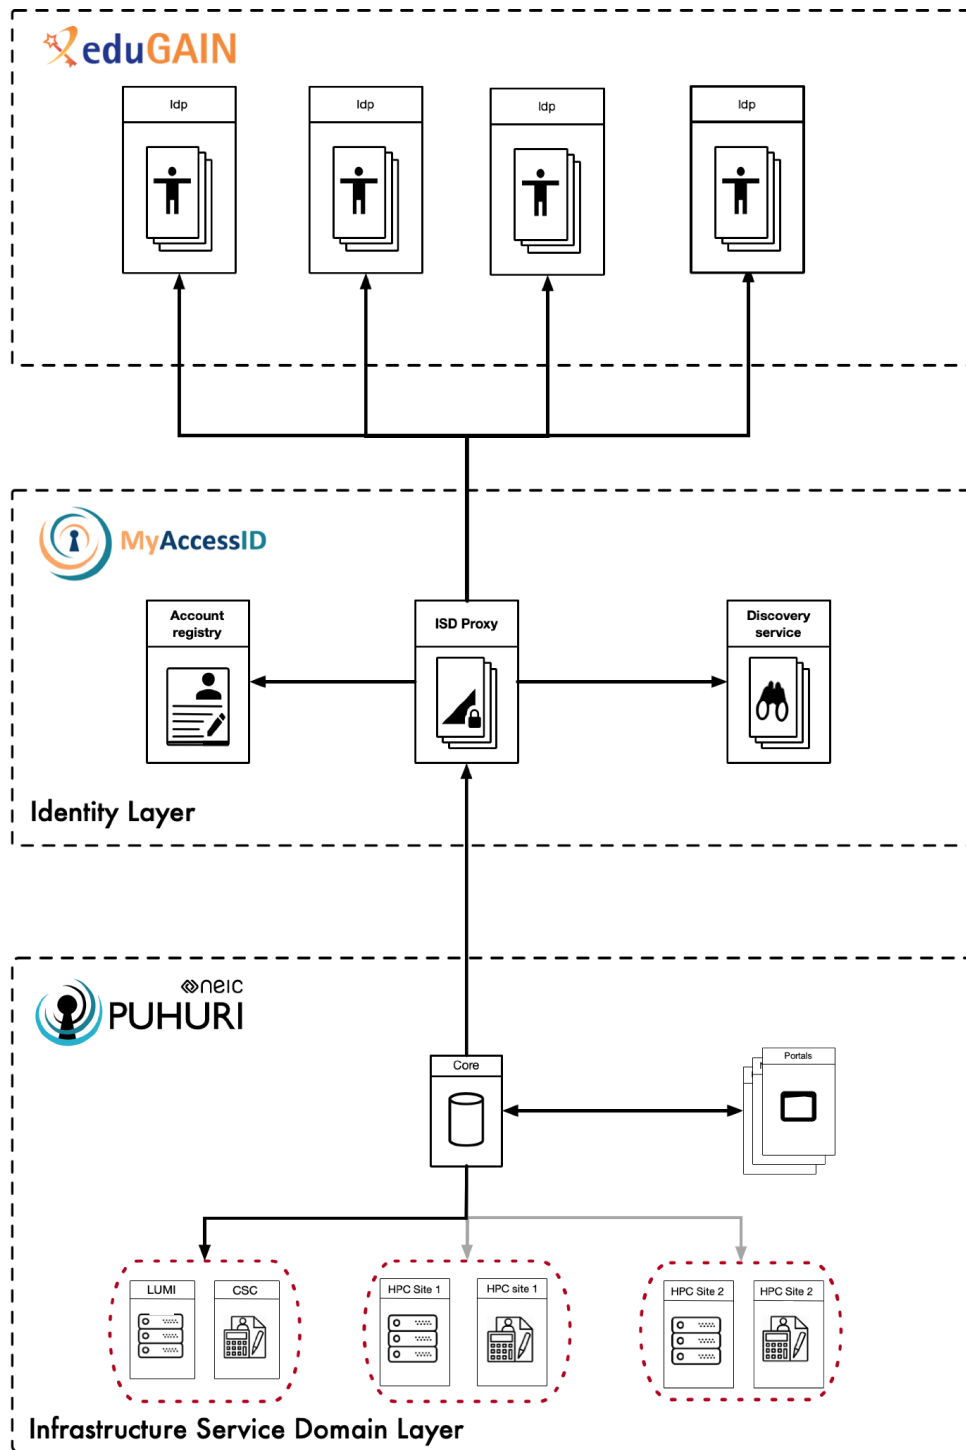 eduGAIN
Idp
Idp
Idp
Idp
MyAccessID
Account
registry
ISD Proxy
Discovery
service
Identity Layer
neic
PUHURI
Core
Portals
LUMI
CSC
HPC Site 1
HPC site 1
HPC Site 2
HPC Site 2
Infrastructure Service Domain Layer